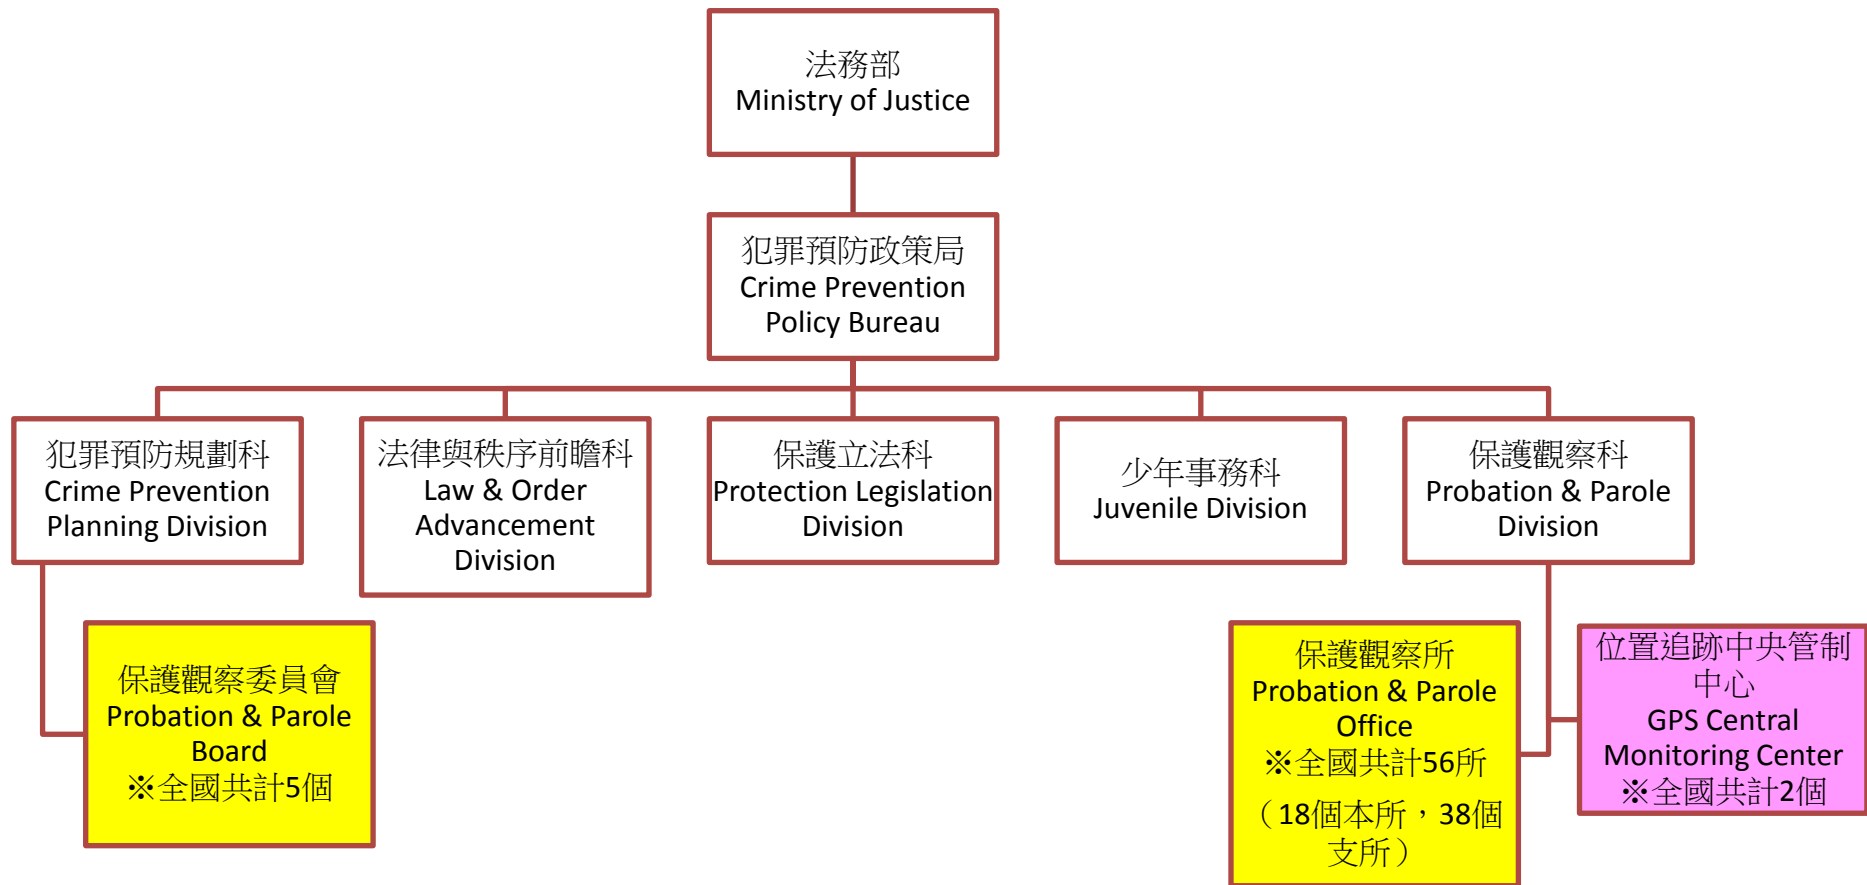 法務部
Ministry of Justice
犯罪預防政策局
Crime Prevention
Policy Bureau
犯罪預防規劃科
Crime Prevention
Planning Division
法律與秩序前瞻科
Law & Order
Advancement
Division
保護立法科
Protection Legislation
Division
少年事務科
Juvenile Division
保護觀察科
Probation & Parole
Division
保護觀察委員會
Probation & Parole
Board
※全國共計5個
保護觀察所
Probation & Parole
Office
※全國共計56所
（18個本所，38個
支所）
位置追跡中央管制
中心
GPS Central
Monitoring Center
※全國共計2個